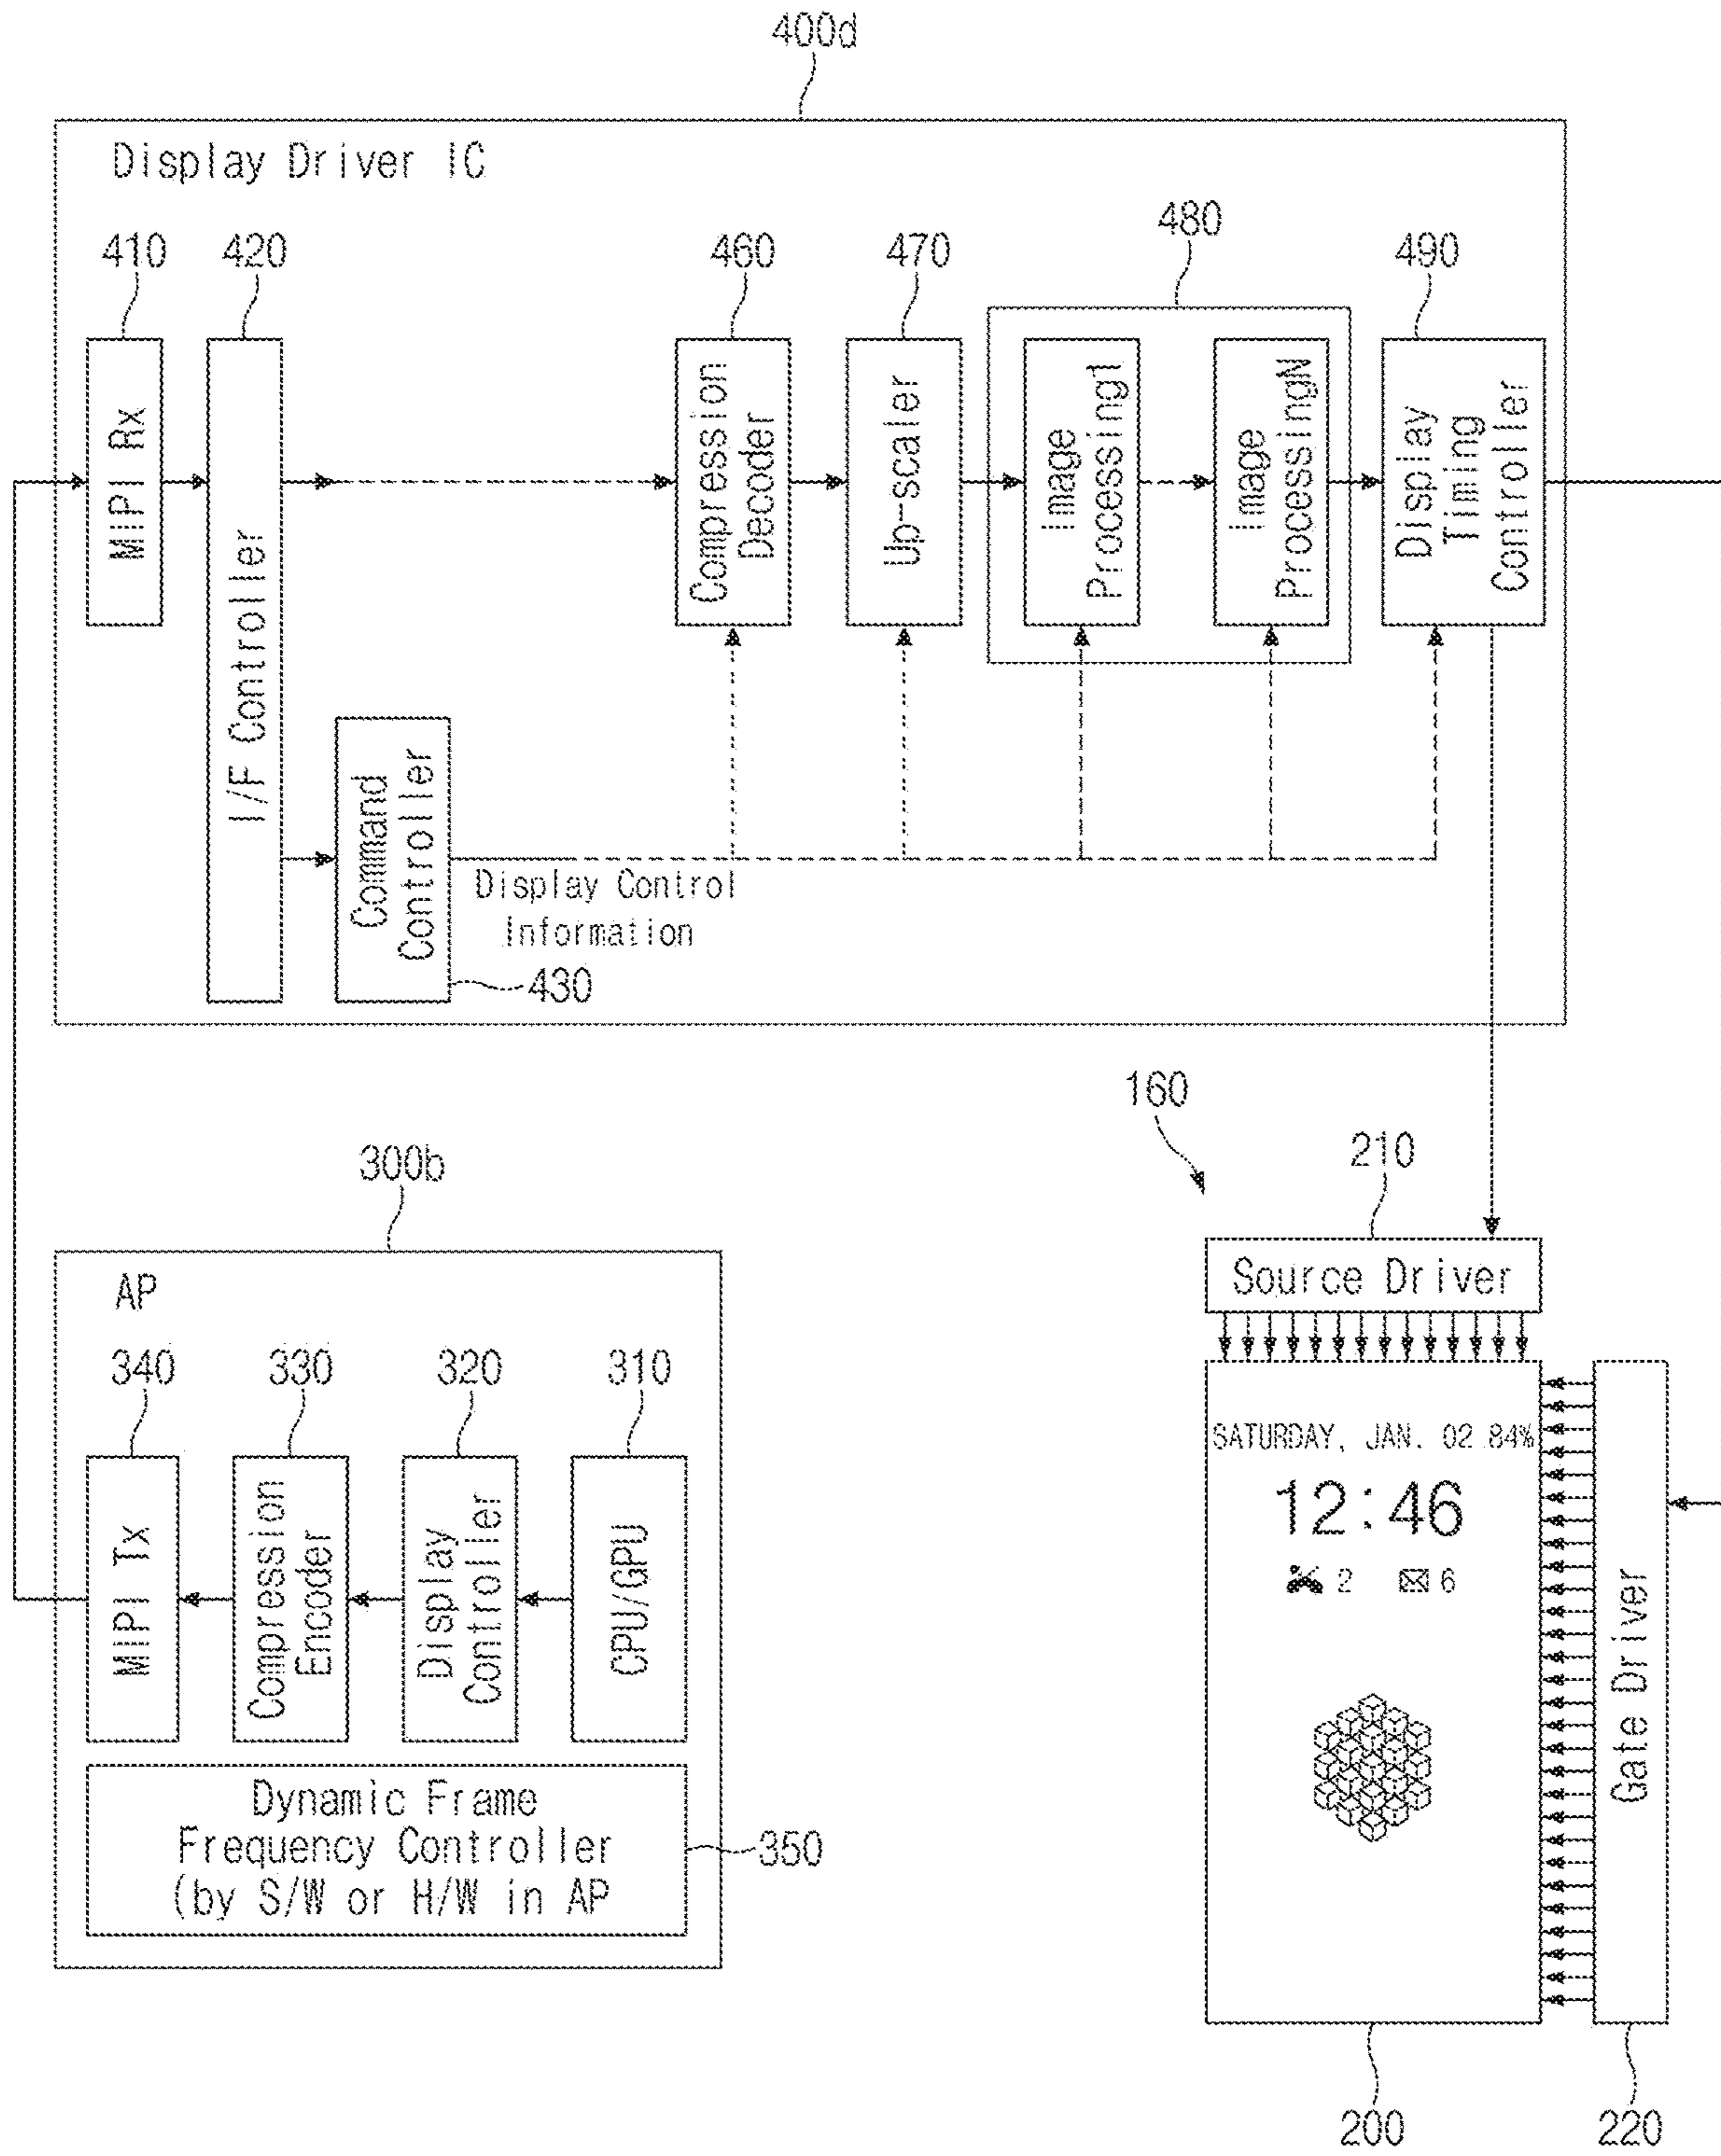 400d
Display Driver IC
410
420
460
470
480
490
MIPI Rx
I/F Controller
Compression
Decoder
Up-scaler
Image
Processing1
Image
ProcessingN
Display
Timing
Controller
Command
Controller
Display Control
Information
430
160
210
Source Driver
300b
AP
340
330
320
310
MIPI Tx
Compression
Encoder
Display
Controller
CPU/GPU
Dynamic Frame
Frequency Controller
(by S/W or H/W in AP
350
SATURDAY, JAN. 02 84%
12:46
2
6
Gate Driver
200
220